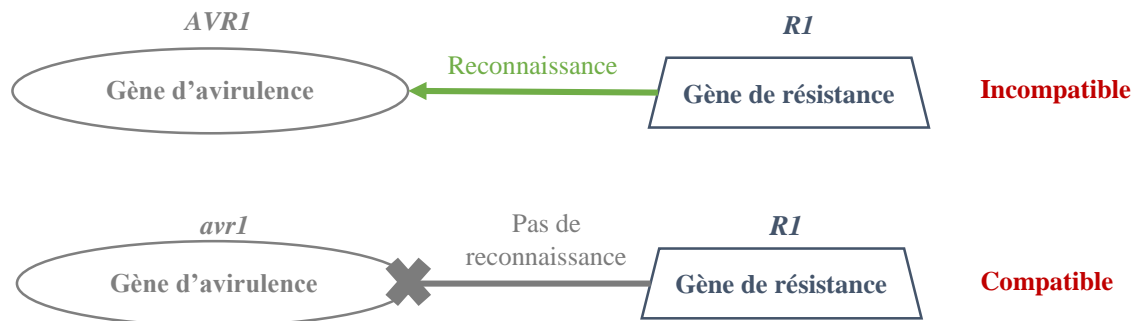 AVR1
R1
Gène d’avirulence
Reconnaissance
Gène de résistance
Incompatible
avr1
R1
Gène d’avirulence
Pas de
reconnaissance
Gène de résistance
Compatible